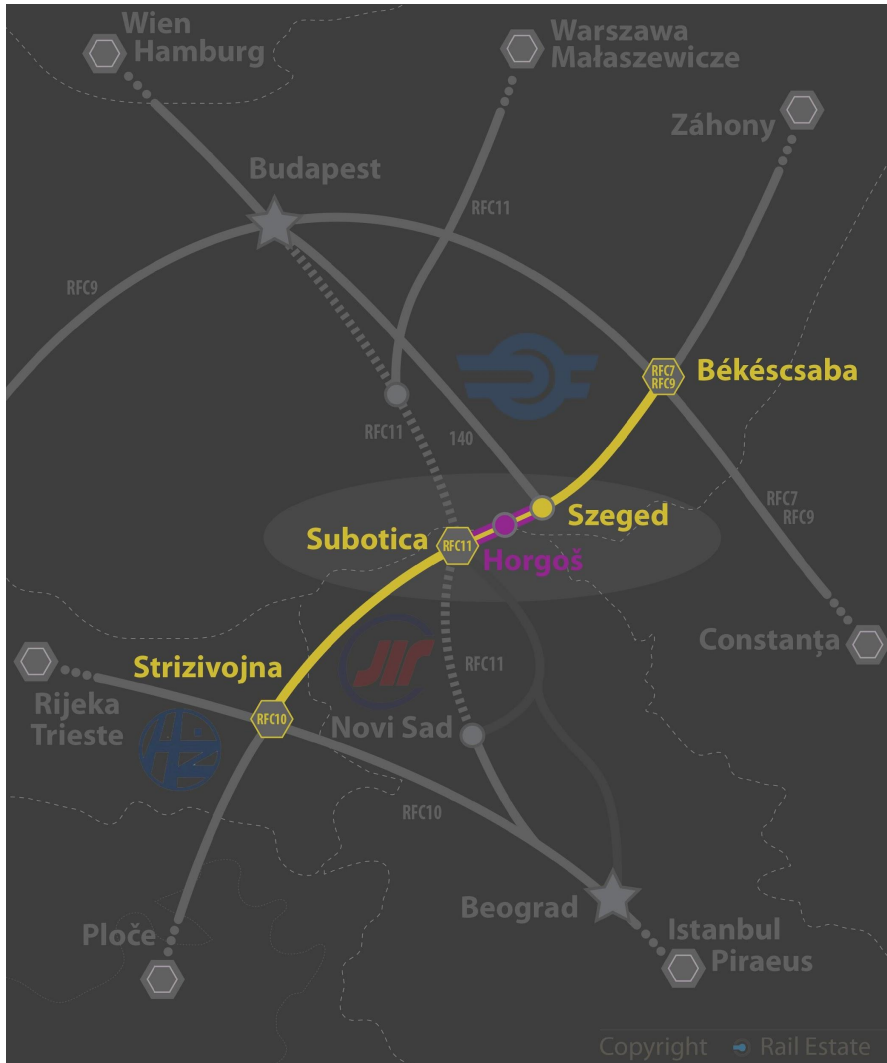 Wien
Hamburg
Warszawa
Małaszewicze
Záhony
Budapest
RFC11
RFC9
RFC7
RFC9
Békéscsaba
RFC11
140
RFC7
RFC9
Szeged
Subotica
RFC11
Horgoš
Constanța
Strizivojna
RFC11
Rijeka
Trieste
RFC10
Novi Sad
HŽ
RFC10
Beograd
Ploče
Istanbul
Piraeus
Copyright Rail Estate